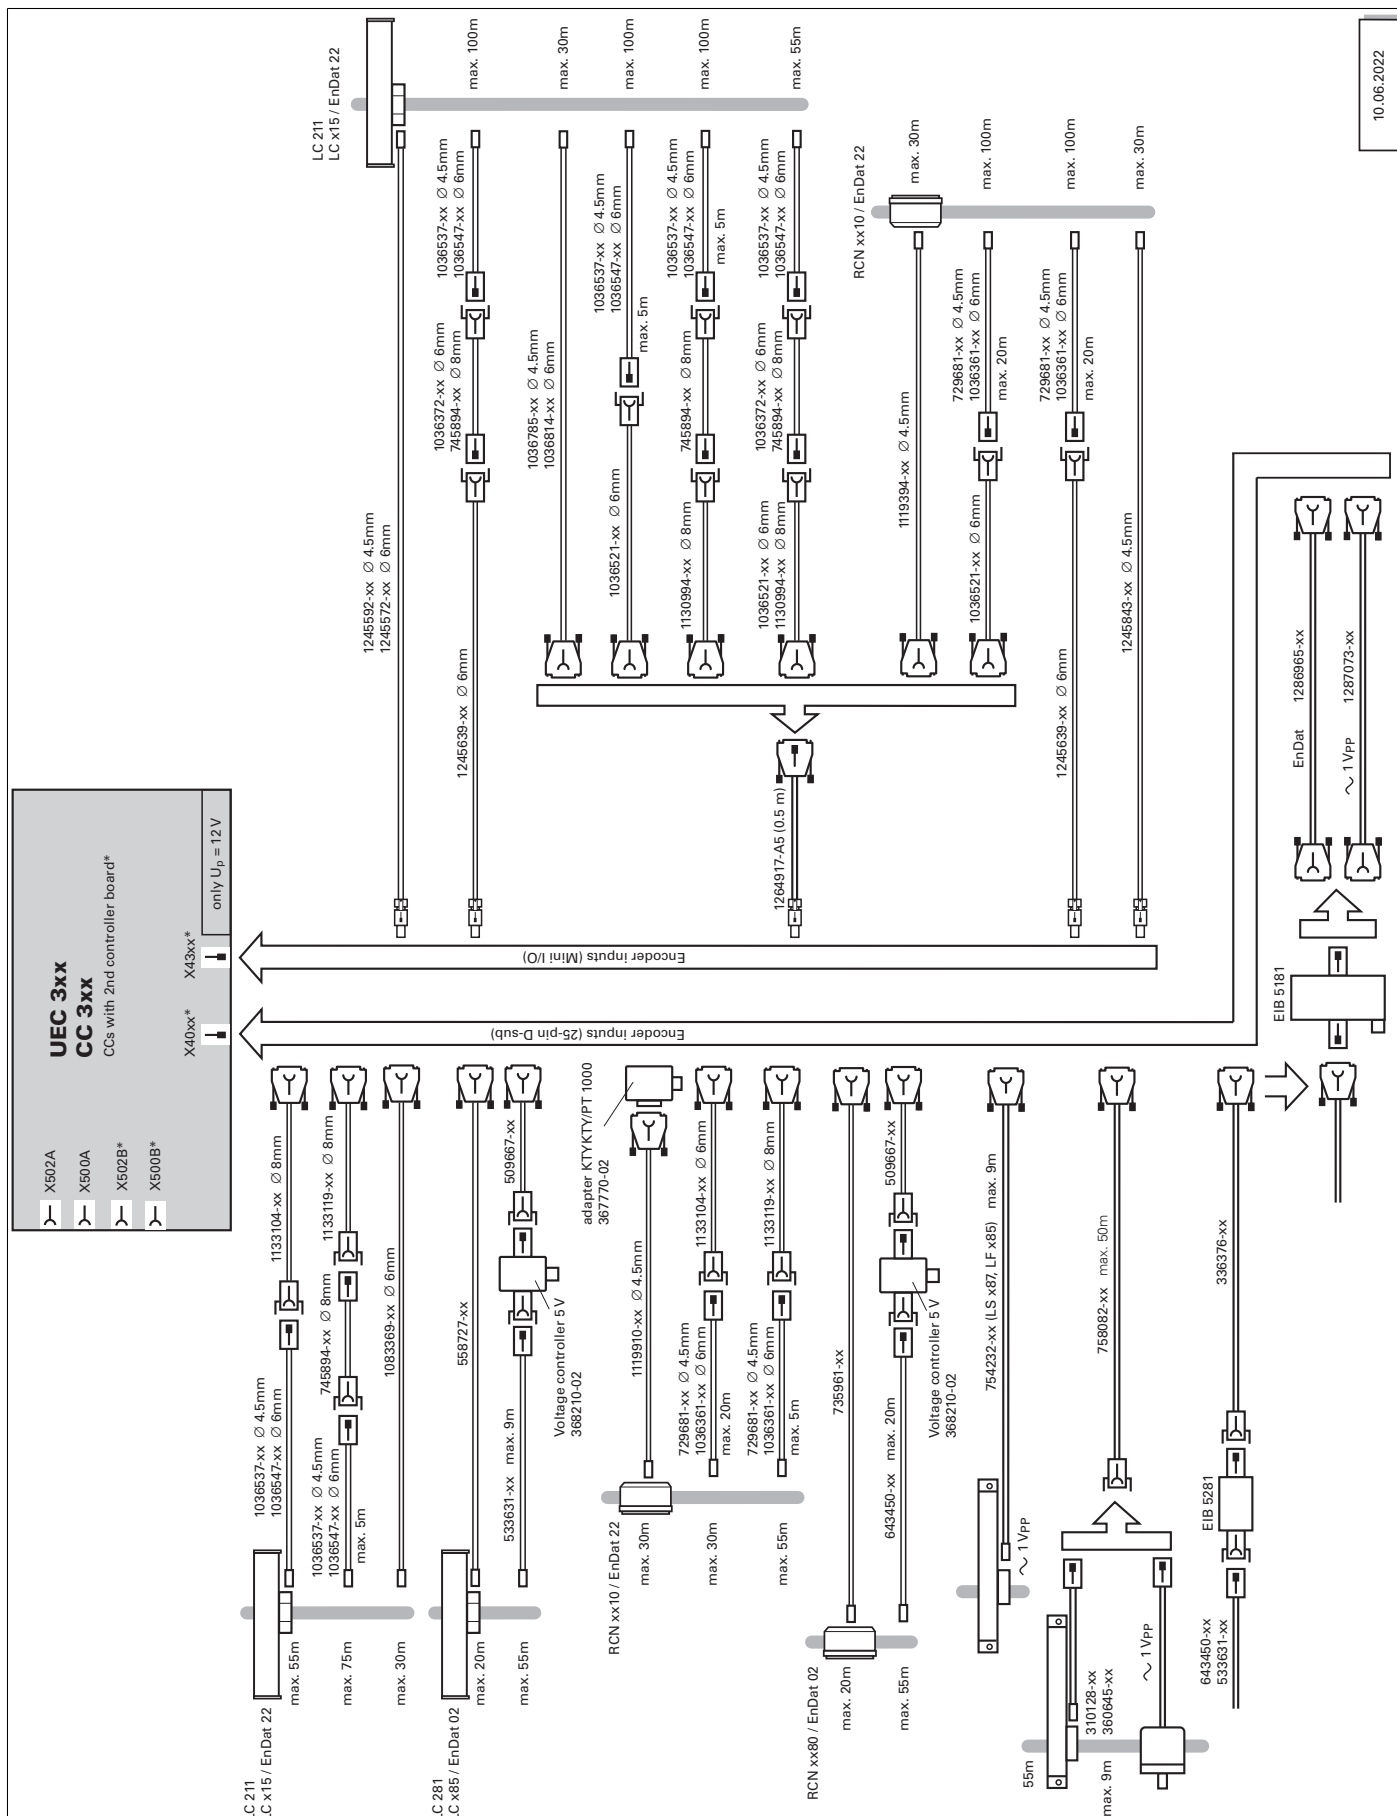 10.06.2022
UEC 3xx
CC 3xx
CCs with 2nd controller board*
only Up = 12 V
X502A
X500A
X502B*
X500B*
X40xx*
X43xx*
Encoder inputs (Mini I/O)
Encoder inputs (25-pin D-sub)
LC 211
LC x15 / EnDat 22
1245592-xx Ø 4.5mm
1245572-xx Ø 6mm
max. 100m
1036537-xx Ø 4.5mm
1036547-xx Ø 6mm
1036372-xx Ø 6mm
745894-xx Ø 8mm
1245639-xx Ø 6mm
max. 30m
1036785-xx Ø 4.5mm
1036814-xx Ø 6mm
max. 100m
1036537-xx Ø 4.5mm
1036547-xx Ø 6mm
max. 5m
1036521-xx Ø 6mm
max. 100m
1036537-xx Ø 4.5mm
1036547-xx Ø 6mm
max. 5m
745894-xx Ø 8mm
1130994-xx Ø 8mm
max. 55m
1036537-xx Ø 4.5mm
1036547-xx Ø 6mm
1036372-xx Ø 6mm
745894-xx Ø 8mm
1036521-xx Ø 6mm
1130994-xx Ø 8mm
1264917-A5 (0.5 m)
RCN xx10 / EnDat 22
max. 30m
1119394-xx Ø 4.5mm
max. 100m
729681-xx Ø 4.5mm
1036361-xx Ø 6mm
max. 20m
1036521-xx Ø 6mm
max. 100m
729681-xx Ø 4.5mm
1036361-xx Ø 6mm
max. 20m
1245639-xx Ø 6mm
max. 30m
1245843-xx Ø 4.5mm
EnDat
1286965-xx
~ 1 VPP
1287073-xx
EIB 5181
1133104-xx Ø 8mm
1036537-xx Ø 4.5mm
1036547-xx Ø 6mm
max. 55m
LC 211
LC x15 / EnDat 22
1133119-xx Ø 8mm
745894-xx Ø 8mm
1036537-xx Ø 4.5mm
1036547-xx Ø 6mm
max. 5m
max. 75m
1083369-xx Ø 6mm
max. 30m
558727-xx
max. 20m
LC 281
LC x85 / EnDat 02
509667-xx
Voltage controller 5 V
368210-02
533631-xx max. 9m
max. 55m
adapter KTYKTY/PT 1000
367770-02
1119910-xx Ø 4.5mm
RCN xx10 / EnDat 22
max. 30m
1133104-xx Ø 6mm
729681-xx Ø 4.5mm
1036361-xx Ø 6mm
max. 20m
max. 30m
1133119-xx Ø 8mm
729681-xx Ø 4.5mm
1036361-xx Ø 6mm
max. 5m
max. 55m
735961-xx
RCN xx80 / EnDat 02
max. 20m
509667-xx
Voltage controller 5 V
368210-02
643450-xx max. 20m
max. 55m
754232-xx (LS x87, LF x85) max. 9m
~ 1 VPP
758082-xx max. 50m
55m
310128-xx
360645-xx
max. 9m
~ 1 VPP
336376-xx
EIB 5281
643450-xx
533631-xx